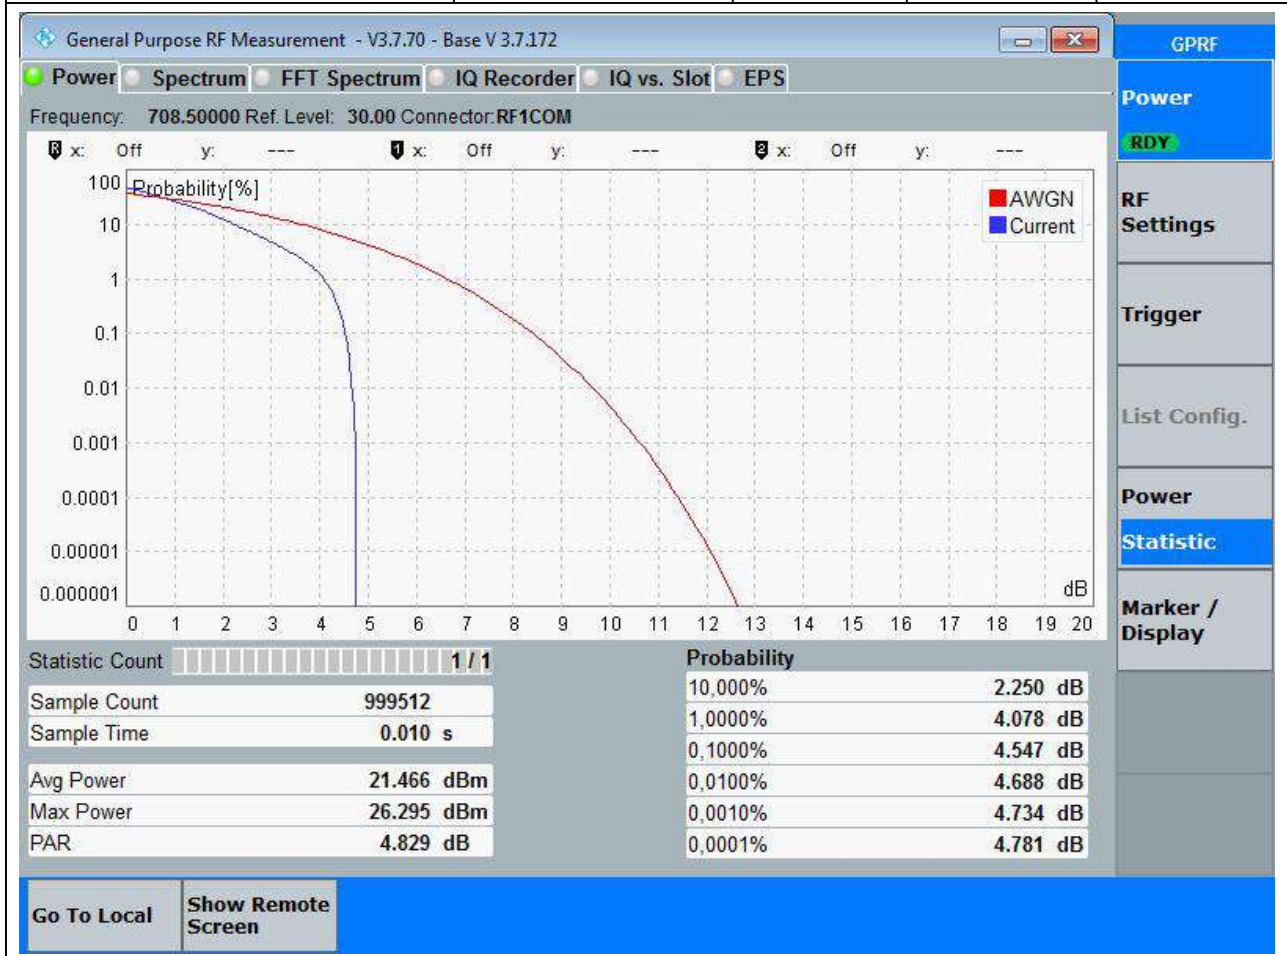 General Purpose RF Measurement - V3.7.70 - Base V 3.7.172
GPRF
Power Spectrum FFT Spectrum IQ Recorder IQ vs. Slot EPS
Frequency: 708.50000 Ref. Level: 30.00 Connector: RF1COM
R x: Off y: --- 1 x: Off y: --- 2 x: Off y: ---
Probability[%]
AWGN
Current
100
10
1
0.1
0.01
0.001
0.0001
0.00001
0.000001
dB
0 1 2 3 4 5 6 7 8 9 10 11 12 13 14 15 16 17 18 19 20
Statistic Count 1 / 1
Sample Count 999512
Sample Time 0.010 s
Avg Power 21.466 dBm
Max Power 26.295 dBm
PAR 4.829 dB
Probability
10,000% 2.250 dB
1,0000% 4.078 dB
0,1000% 4.547 dB
0,0100% 4.688 dB
0,0010% 4.734 dB
0,0001% 4.781 dB
Power
RDY
RF
Settings
Trigger
List Config.
Power
Statistic
Marker /
Display
Go To Local
Show Remote
Screen